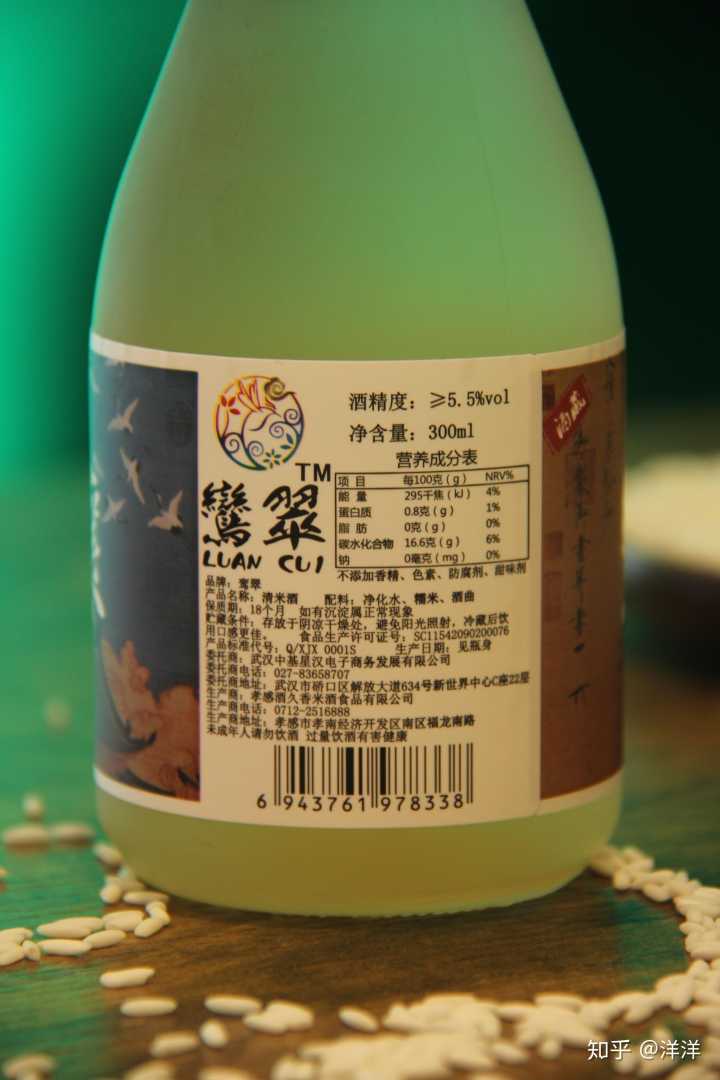 酒精度：≥5.5%vol
净含量：300ml
营养成分表
项 目 每100克(g) NRV%
能 量 295千焦(kJ) 4%
蛋白质 0.8克(g) 1%
脂 肪 0克(g) 0%
碳水化合物 16.6克(g) 6%
钠 0毫克(mg) 0%
不添加香精、色素、防腐剂、甜味剂
TM
鸞翠
LUAN CUI
品牌：鸾翠
产品名称：清米酒 配料：净化水、糯米、酒曲
保质期：18个月 如有沉淀属正常现象
贮藏条件：存放于阴凉干燥处，避免阳光照射，冷藏后饮
用口感更佳。 食品生产许可证号：SC11542090200076
产品标准代号：Q/XJX 0001S 生产日期：见瓶身
委托商：武汉中基星汉电子商务发展有限公司
委托商电话：027-83658707
委托商地址：武汉市硚口区解放大道634号新世界中心C座22层
生产商：孝感酒久香米酒食品有限公司
生产商电话：0712-2516888
生产商地址：孝感市孝南经济开发区南区福龙南路
未成年人请勿饮酒 过量饮酒有害健康
6 943761 978338
知乎 @洋洋